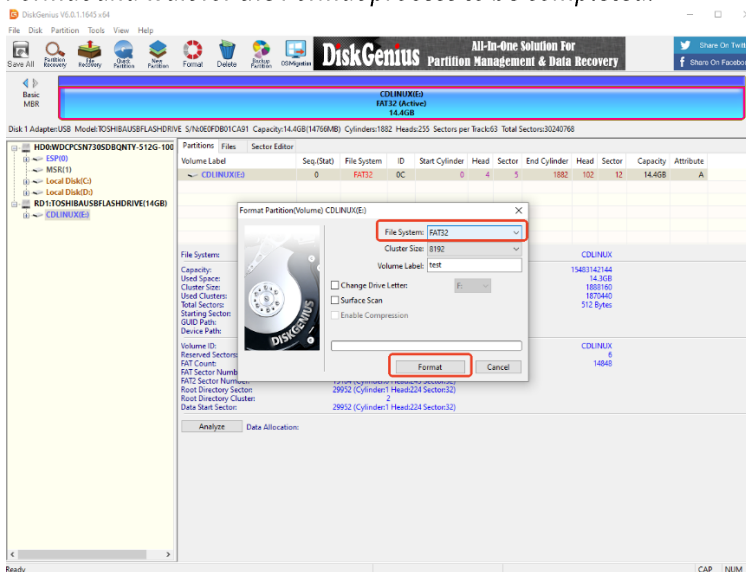 DiskGenius V6.0.1.1645 x64
File Disk Partition Tools View Help
Save All Partition Recovery File Recovery Quick Partition New Partition Format Delete Backup Partition OS Migration
DiskGenius
All-In-One Solution For
Partition Management & Data Recovery
Share On Twitt
Share On Faceboo
Basic
MBR
CDLINUX(E:)
FAT32 (Active)
14.4GB
Disk 1 Adapter:USB Model:TOSHIBAUSBFLASHDRIVE S/N:0E0FDB01CA91 Capacity:14.4GB(14766MB) Cylinders:1882 Heads:255 Sectors per Track:63 Total Sectors:30240768
HD0:WDCPCSN730SDBQNTY-512G-100
ESP(0)
MSR(1)
Local Disk(C:)
Local Disk(D:)
RD1:TOSHIBAUSBFLASHDRIVE(14GB)
CDLINUX(E:)
Partitions Files Sector Editor
Volume Label Seq.(Stat) File System ID Start Cylinder Head Sector End Cylinder Head Sector Capacity Attribute
CDLINUX(E:) 0 FAT32 0C 0 4 5 1882 102 12 14.4GB A
Format Partition(Volume) CDLINUX(E:)
File System: FAT32
Cluster Size: 8192
Volume Label: test
Change Drive Letter: F:
Surface Scan
Enable Compression
DISKGENIUS
Format Cancel
File System: CDLINUX
Capacity: 15483142144
Used Space: 14.3GB
Cluster Size: 1888160
Used Clusters: 1870440
Total Sectors: 512 Bytes
Starting Sector:
GUID Path:
Device Path:
Volume ID: CDLINUX
Reserved Sectors: 6
FAT Count: 14848
FAT Sector Numb
FAT2 Sector Number:
Root Directory Sector: 29952 (Cylinder:1 Head:224 Sector:32)
Root Directory Cluster: 2
Data Start Sector: 29952 (Cylinder:1 Head:224 Sector:32)
Analyze Data Allocation:
Ready
CAP NUM